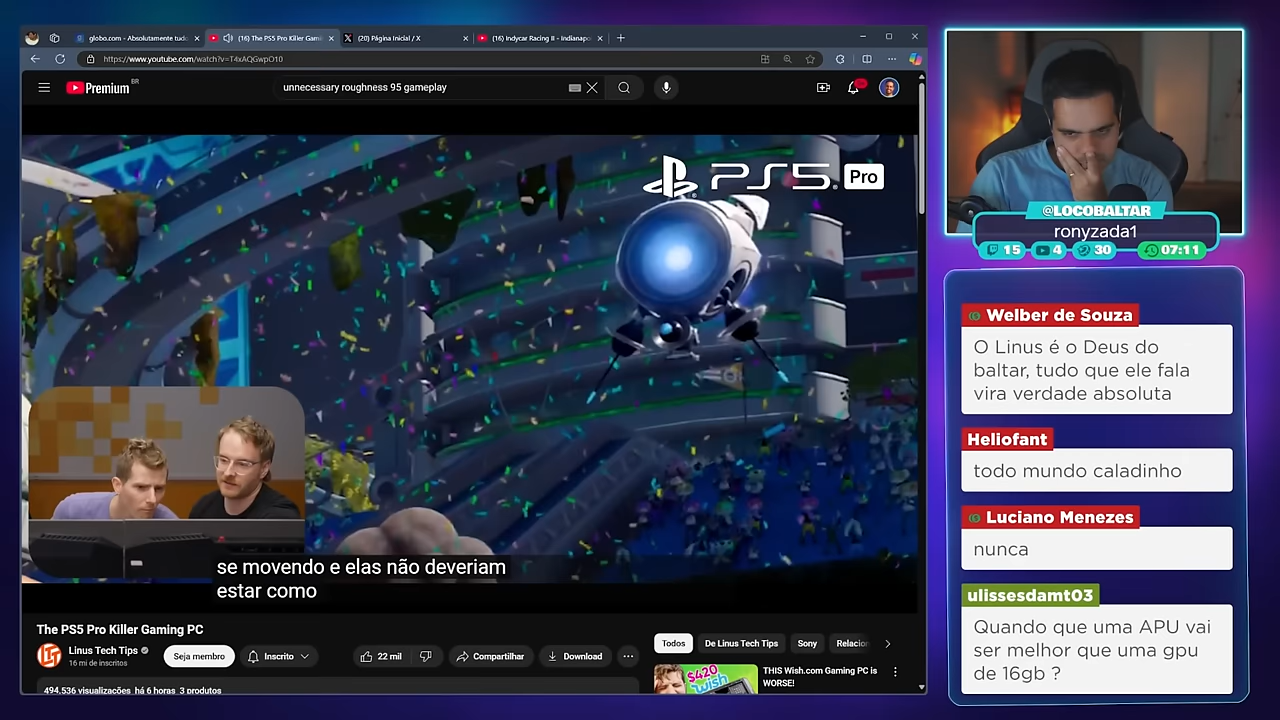 globo.com - Absolutamente tudo
(16) The PS5 Pro Killer Gami
X (20) Página inicial / X
(16) Indycar Racing II - Indianapo
https://www.youtube.com/watch?v=T4xAQGwpO10
Premium BR
unnecessary roughness 95 gameplay
PS5 Pro
se movendo e elas não deveriam
estar como
The PS5 Pro Killer Gaming PC
LTT
Linus Tech Tips
16 mi de inscritos
Seja membro
Inscrito
22 mil
Compartilhar
Download
494.536 visualizações há 6 horas 3 produtos
Todos
De Linus Tech Tips
Sony
Relacion
$420
wish
THIS Wish.com Gaming PC is
WORSE!
@LOCOBALTAR
ronyzada1
15
4
30
07:11
Welber de Souza
O Linus é o Deus do
baltar, tudo que ele fala
vira verdade absoluta
Heliofant
todo mundo caladinho
Luciano Menezes
nunca
ulissesdamt03
Quando que uma APU vai
ser melhor que uma gpu
de 16gb ?